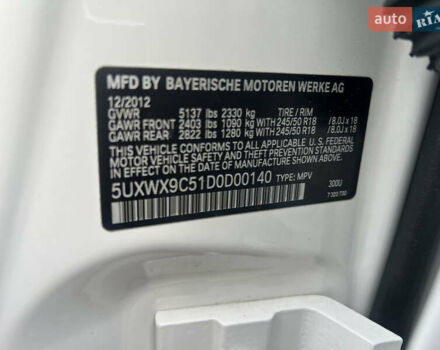 RIA
MFD BY BAYERISCHE MOTOREN WERKE AG
12/2012
GVWR 5137 lbs 2330 kg TIRE / RIM
GAWR FRONT 2403 lbs 1090 kg 245/50 R18 / 8.0J x 18
GAWR REAR 2822 lbs 1280 kg 245/50 R18 / 8.0J x 18
THIS VEHICLE CONFORMS TO ALL APPLICABLE U.S. FEDERAL
MOTOR VEHICLE SAFETY, BUMPER, AND THEFT PREVENTION
STANDARDS IN EFFECT ON THE DATE OF MANUFACTURE
SHOWN ABOVE.
5UXWX9C51D0D00140 TYPE: MPV
300U